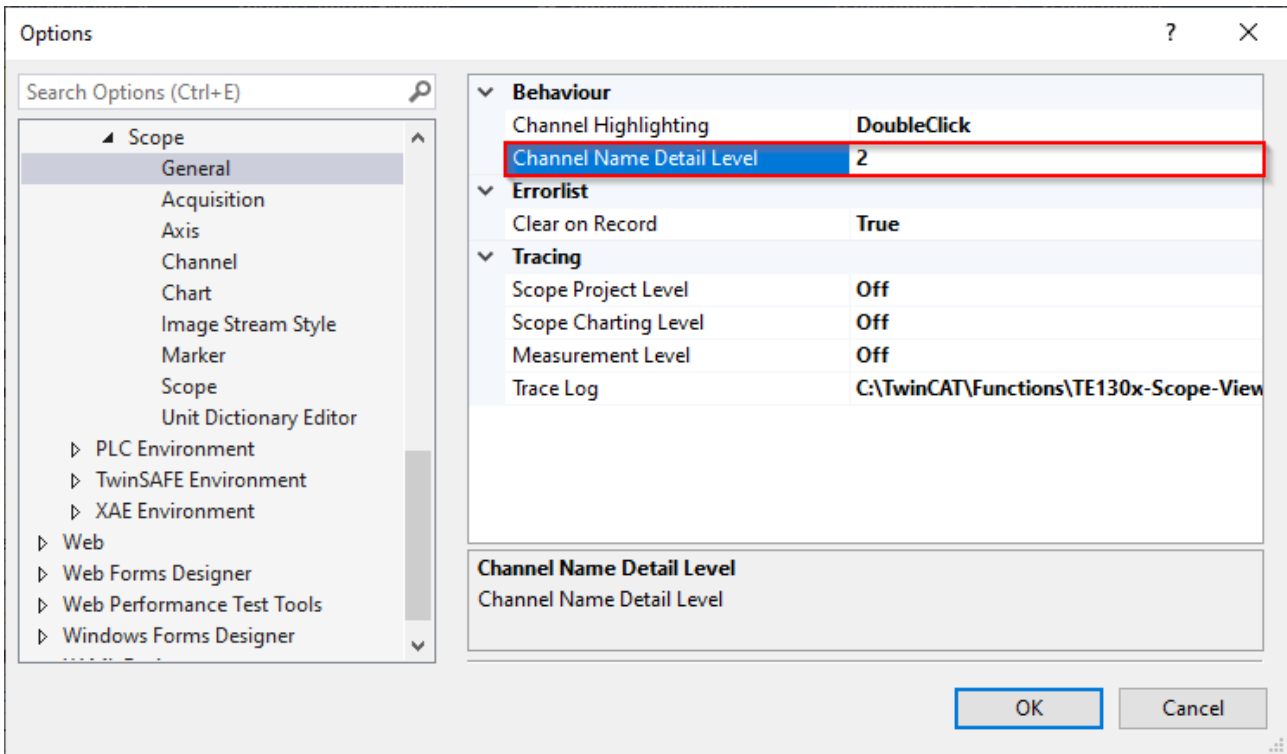 Options
?
Search Options (Ctrl+E)
Scope
General
Acquisition
Axis
Channel
Chart
Image Stream Style
Marker
Scope
Unit Dictionary Editor
PLC Environment
TwinSAFE Environment
XAE Environment
Web
Web Forms Designer
Web Performance Test Tools
Windows Forms Designer
Behaviour
Channel Highlighting DoubleClick
Channel Name Detail Level 2
Errorlist
Clear on Record True
Tracing
Scope Project Level Off
Scope Charting Level Off
Measurement Level Off
Trace Log C:\TwinCAT\Functions\TE130x-Scope-View
Channel Name Detail Level
Channel Name Detail Level
OK Cancel